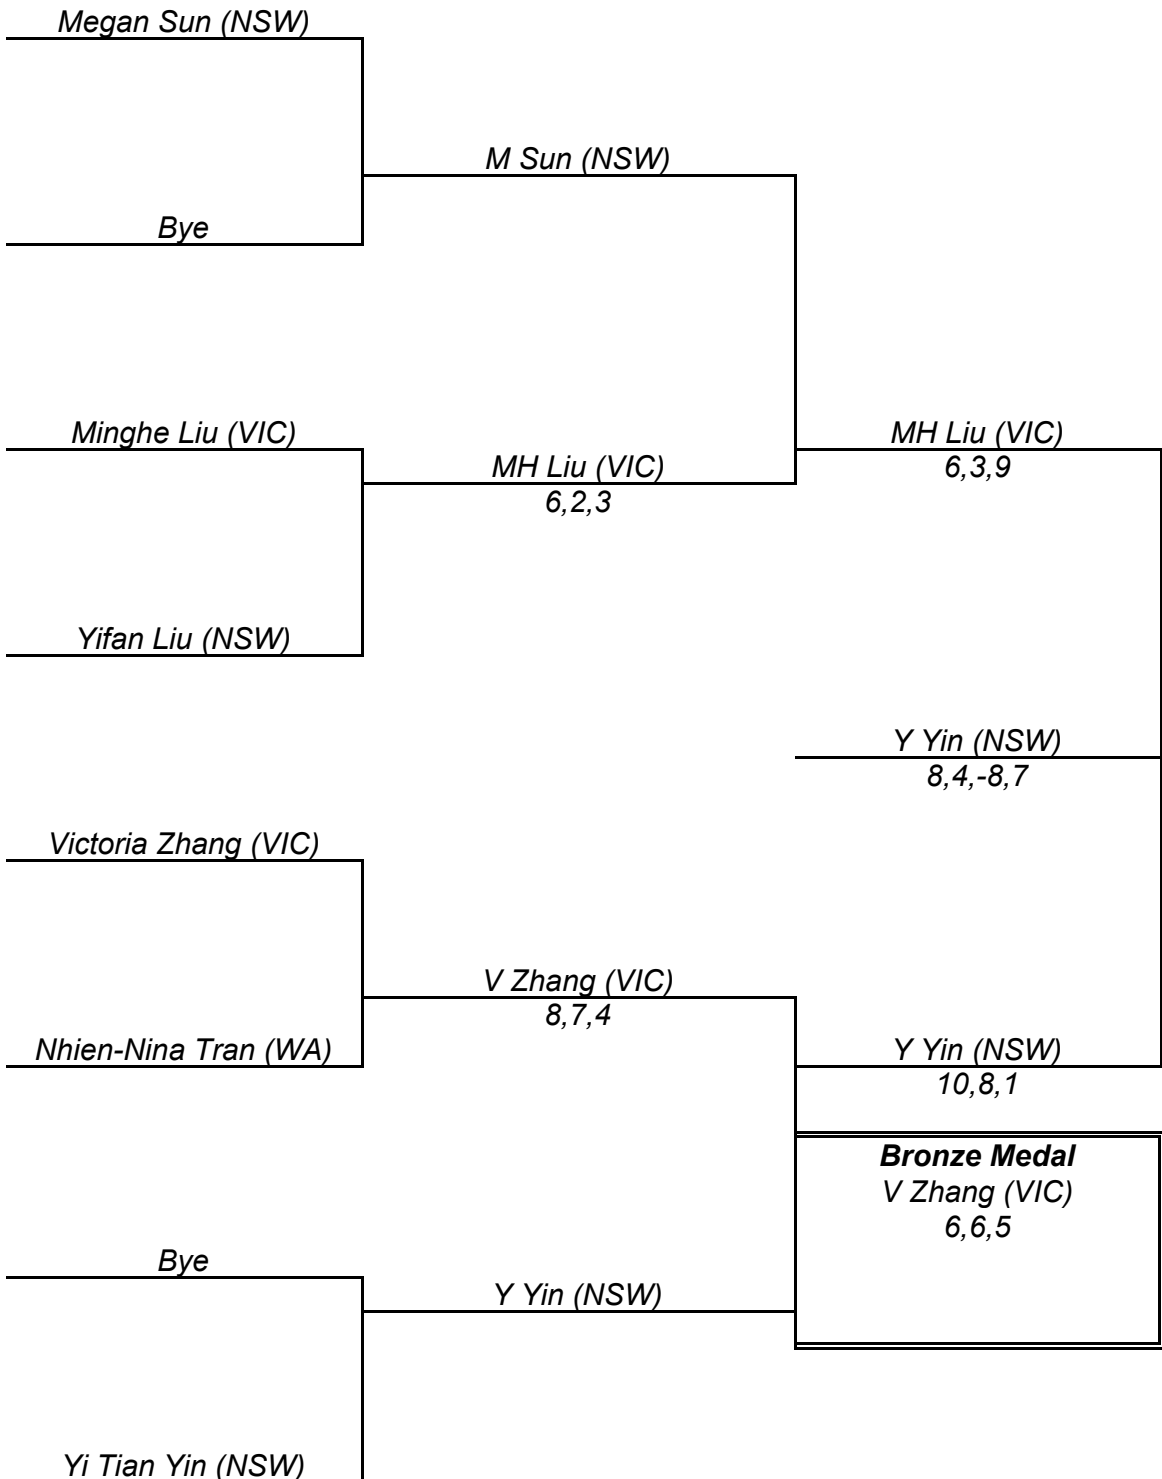 Megan Sun (NSW)
M Sun (NSW)
Bye
Minghe Liu (VIC)
MH Liu (VIC)
MH Liu (VIC)
6,2,3
6,3,9
Yifan Liu (NSW)
Y Yin (NSW)
8,4,-8,7
Victoria Zhang (VIC)
V Zhang (VIC)
8,7,4
Nhien-Nina Tran (WA)
Y Yin (NSW)
10,8,1
Bronze Medal
V Zhang (VIC)
6,6,5
Bye
Y Yin (NSW)
Yi Tian Yin (NSW)